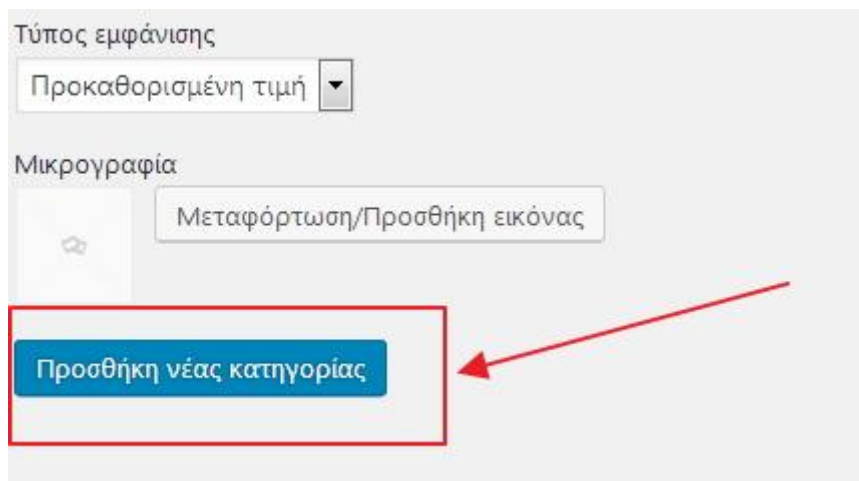 Τύπος εμφάνισης
Προκαθορισμένη τιμή
Μικρογραφία
Μεταφόρτωση/Προσθήκη εικόνας
Προσθήκη νέας κατηγορίας